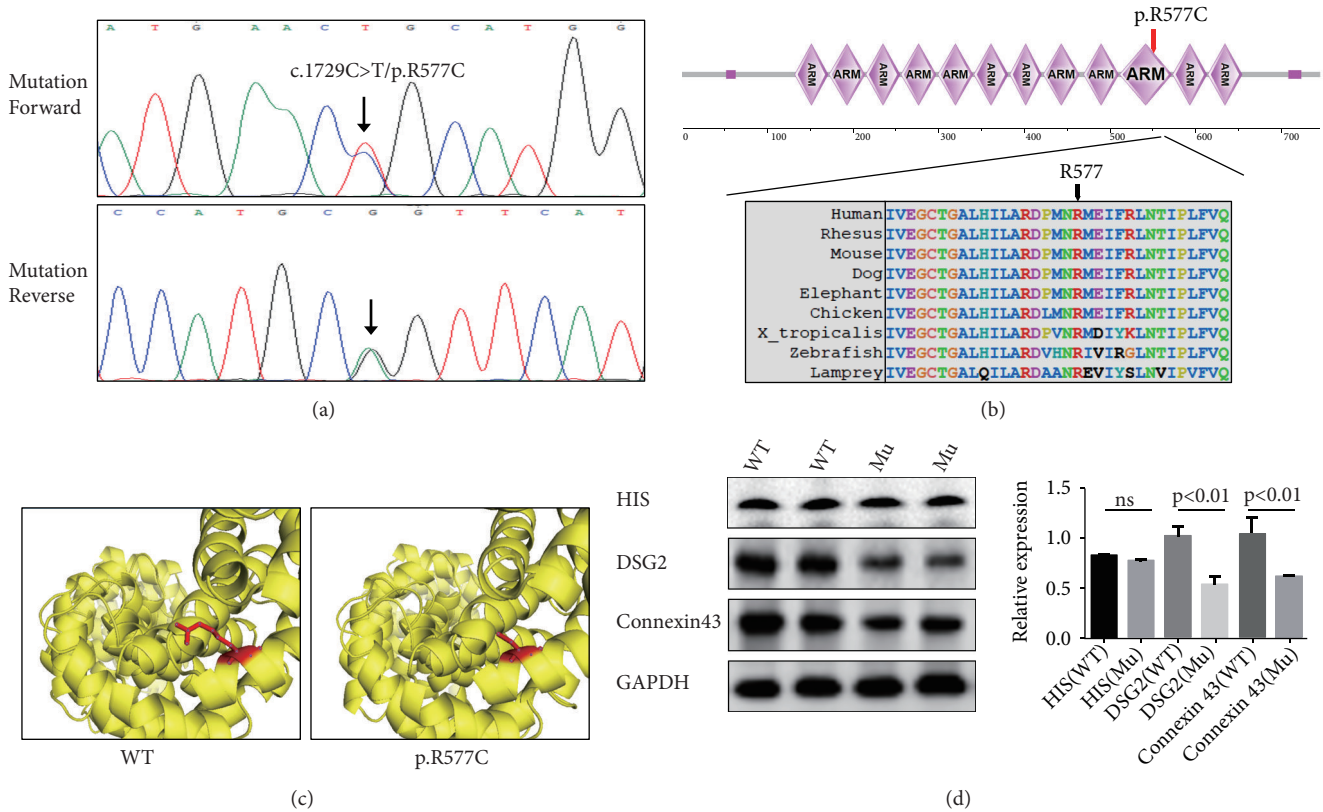 A T G A A C T G C A T G G
Mutation
Forward
c.1729C>T/p.R577C
C C A T G C G G T T C A T
Mutation
Reverse
(a)
p.R577C
ARM ARM ARM ARM ARM ARM ARM ARM ARM ARM ARM ARM
0 100 200 300 400 500 600 700
R577
Human IVEGCTGALHILARDPMNRMEIFRLNTIPLFVQ
Rhesus IVEGCTGALHILARDPMNRMEIFRLNTIPLFVQ
Mouse IVEGCTGALHILARDPMNRMEIFRLNTIPLFVQ
Dog IVEGCTGALHILARDPMNRMEIFRLNTIPLFVQ
Elephant IVEGCTGALHILARDPMNRMEIFRLNTIPLFVQ
Chicken IVEGCTGALHILARDLMNRMEIFRLNTIPLFVQ
X_tropicalis IVEGCTGALHILARDPVNRMDIYKLNTIPLFVQ
Zebrafish IVEGCTGALHILARDVHNRIVIRGLNTIPLFVQ
Lamprey IVEGCTGALQILARDAANREVIYSLNVIPVFVQ
(b)
WT
p.R577C
(c)
WT WT Mu Mu
HIS
DSG2
Connexin43
GAPDH
Relative expression
1.5
1.0
0.5
0.0
ns
p<0.01
p<0.01
HIS(WT)
HIS(Mu)
DSG2(WT)
DSG2(Mu)
Connexin 43(WT)
Connexin 43(Mu)
(d)